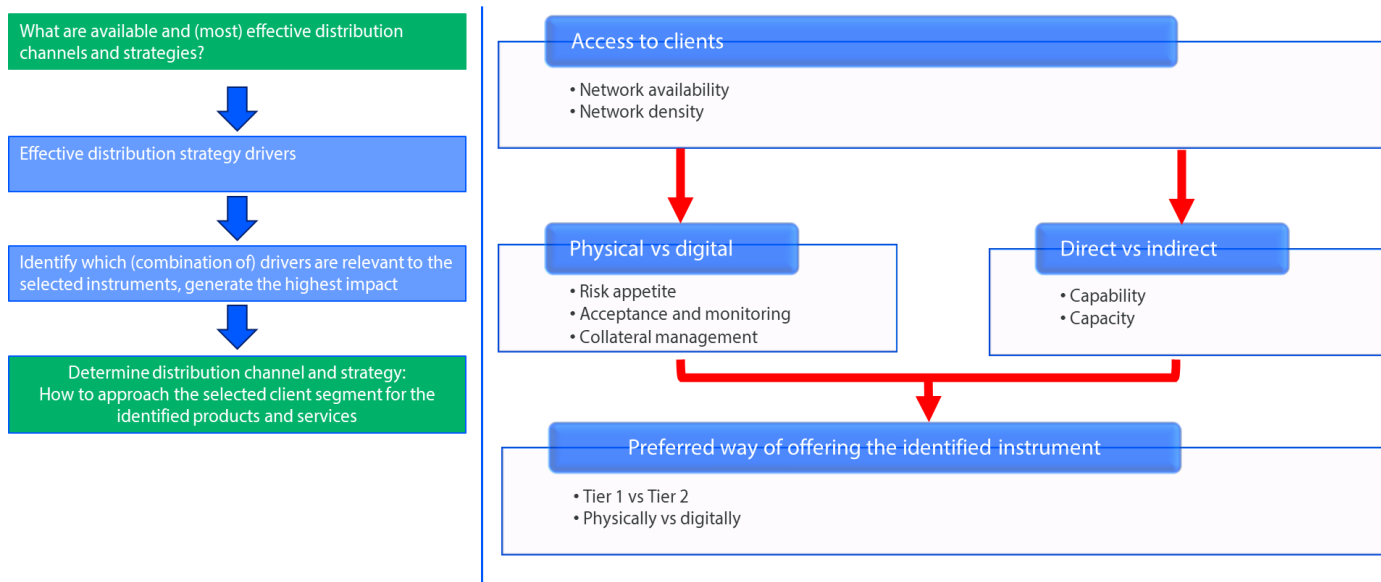 What are available and (most) effective distribution
channels and strategies?
Effective distribution strategy drivers
Identify which (combination of) drivers are relevant to the
selected instruments, generate the highest impact
Determine distribution channel and strategy:
How to approach the selected client segment for the
identified products and services
Access to clients
• Network availability
• Network density
Physical vs digital
• Risk appetite
• Acceptance and monitoring
• Collateral management
Direct vs indirect
• Capability
• Capacity
Preferred way of offering the identified instrument
• Tier 1 vs Tier 2
• Physically vs digitally